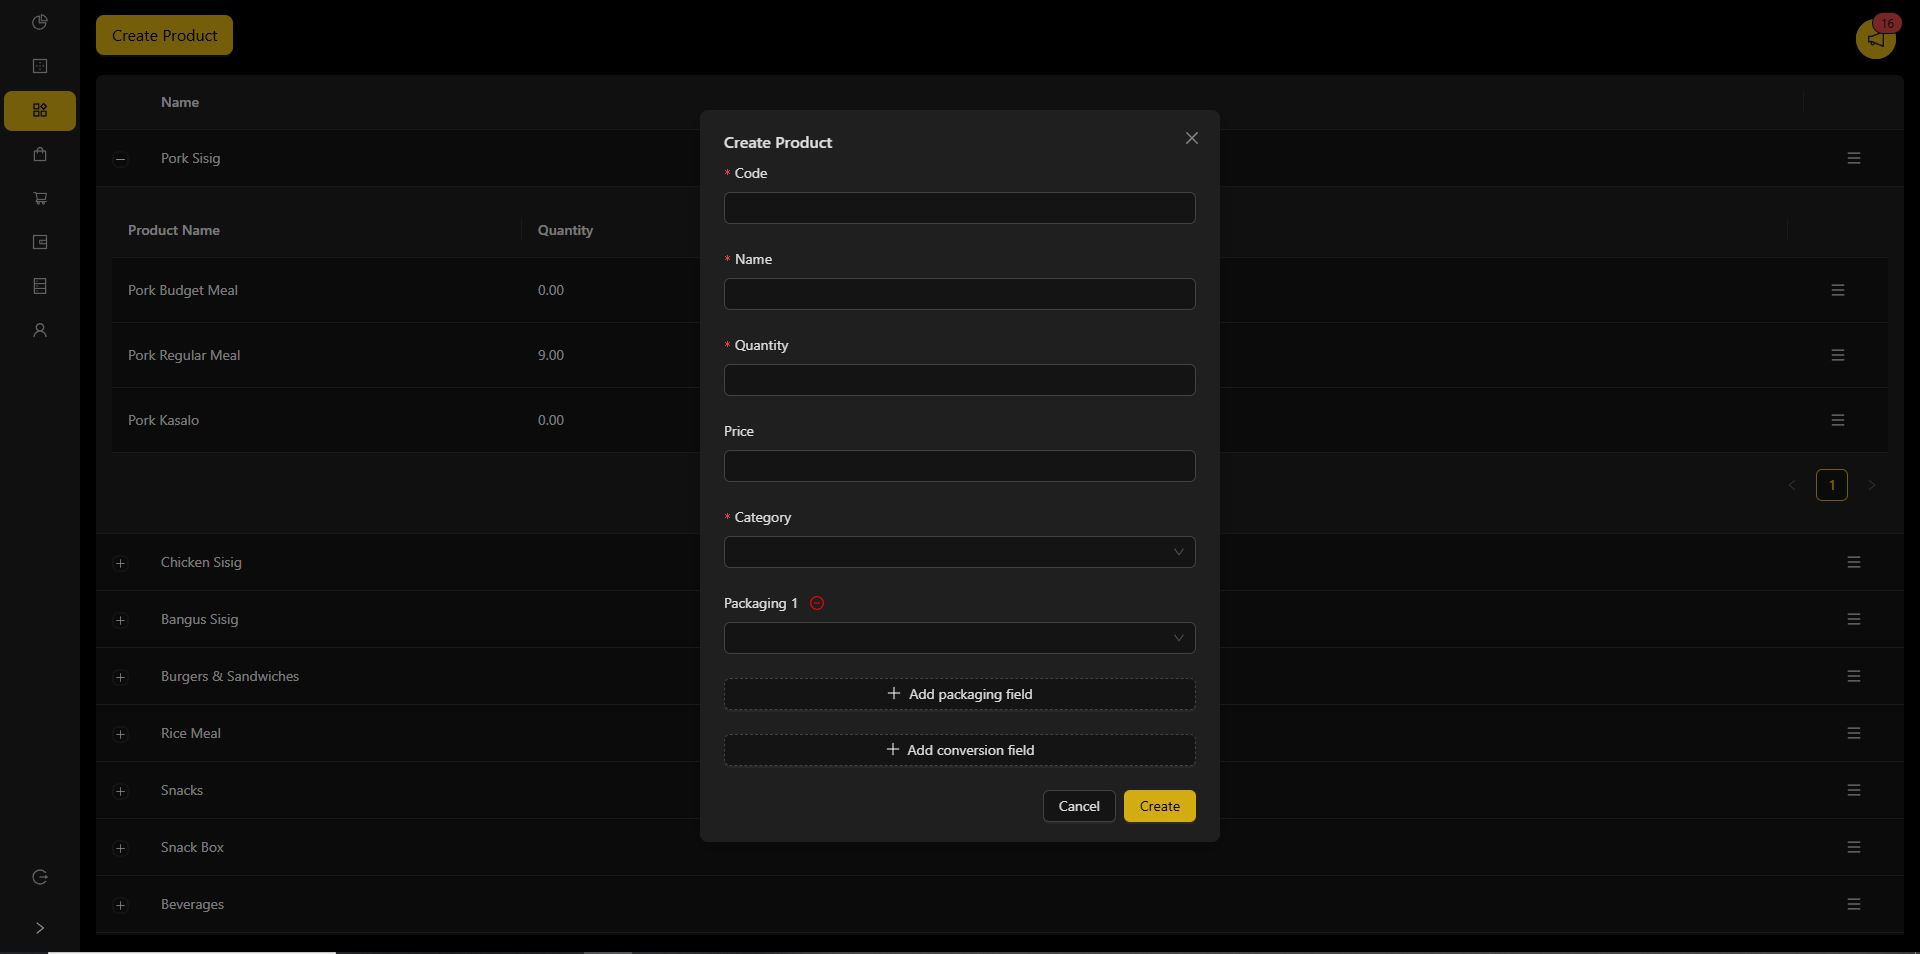 Create Product
16
Name
Pork Sisig
Product Name
Quantity
Pork Budget Meal
0.00
Pork Regular Meal
9.00
Pork Kasalo
0.00
1
Chicken Sisig
Bangus Sisig
Burgers & Sandwiches
Rice Meal
Snacks
Snack Box
Beverages
Create Product
* Code
* Name
* Quantity
Price
* Category
Packaging 1
Add packaging field
Add conversion field
Cancel
Create